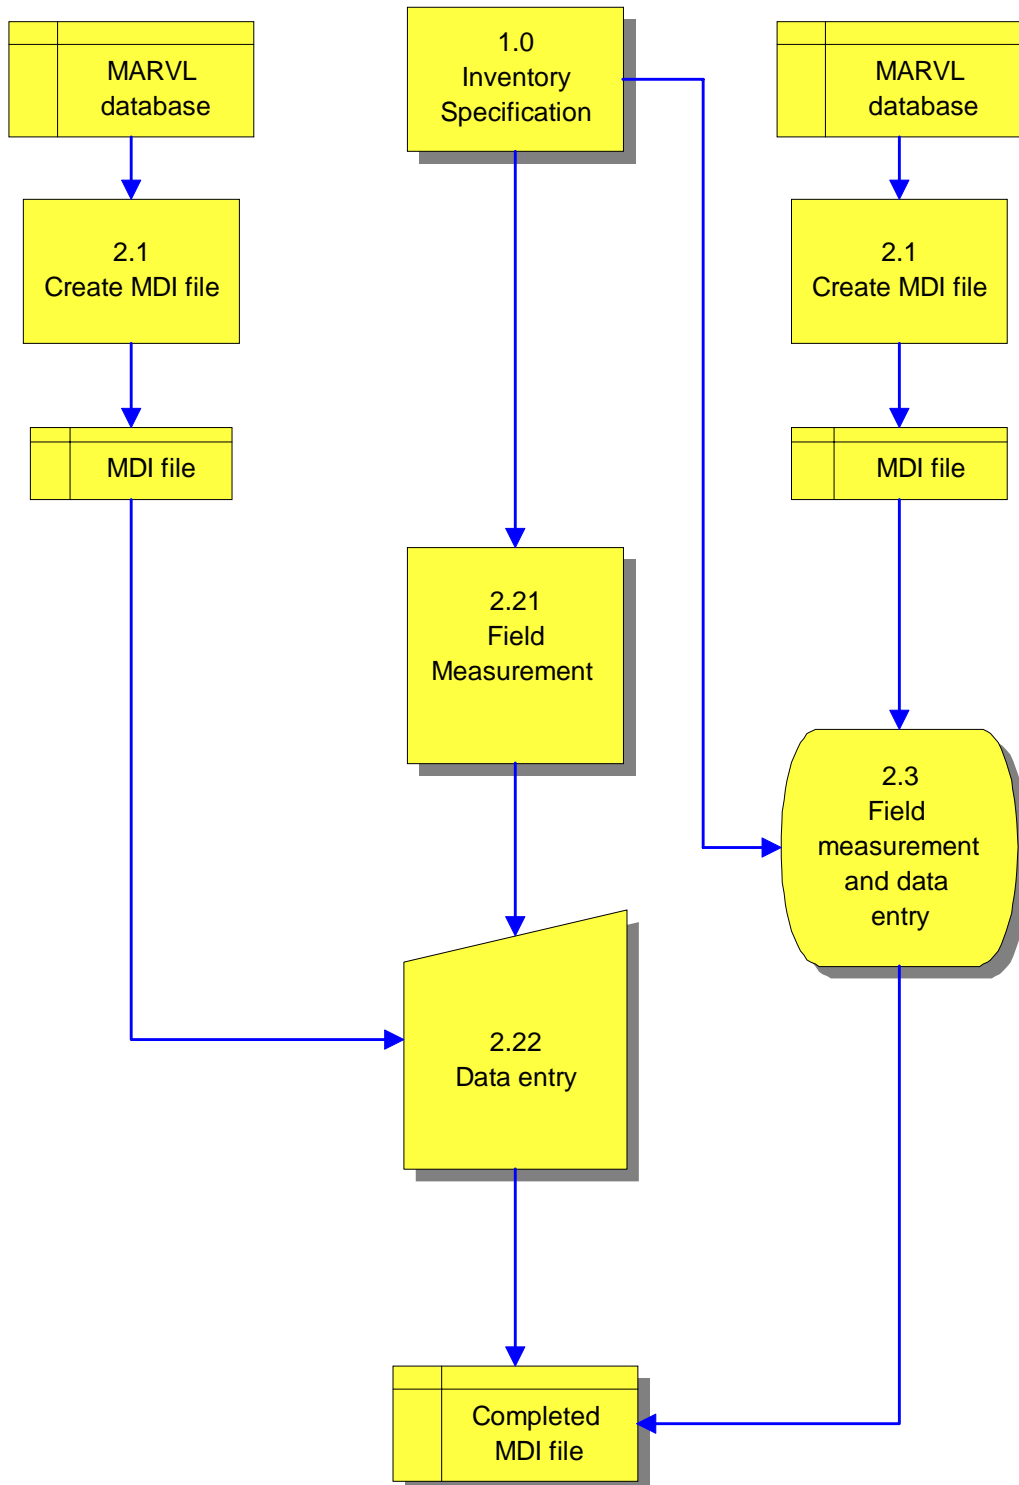 MARVL
database
1.0
Inventory
Specification
MARVL
database
2.1
Create MDI file
2.1
Create MDI file
MDI file
MDI file
2.21
Field
Measurement
2.3
Field
measurement
and data
entry
2.22
Data entry
Completed
MDI file